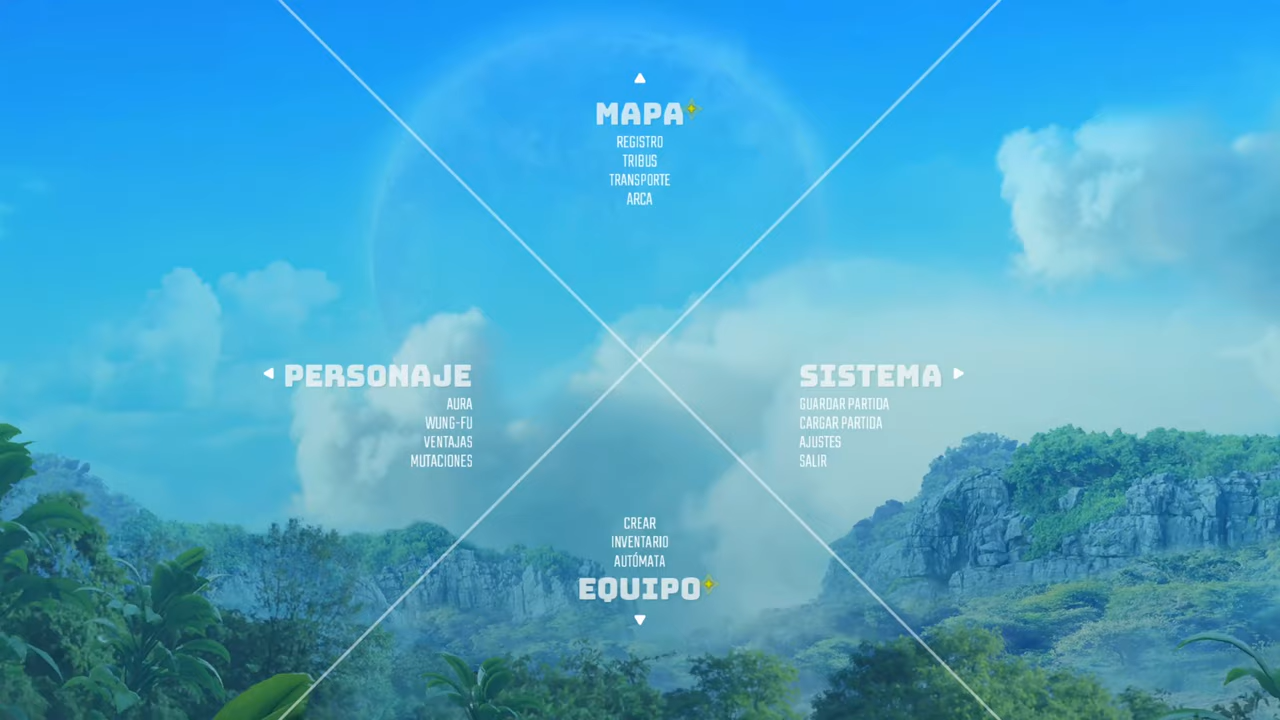 MAPA
REGISTRO
TRIBUS
TRANSPORTE
ARCA
PERSONAJE
AURA
WUNG-FU
VENTAJAS
MUTACIONES
SISTEMA
GUARDAR PARTIDA
CARGAR PARTIDA
AJUSTES
SALIR
CREAR
INVENTARIO
AUTÓMATA
EQUIPO